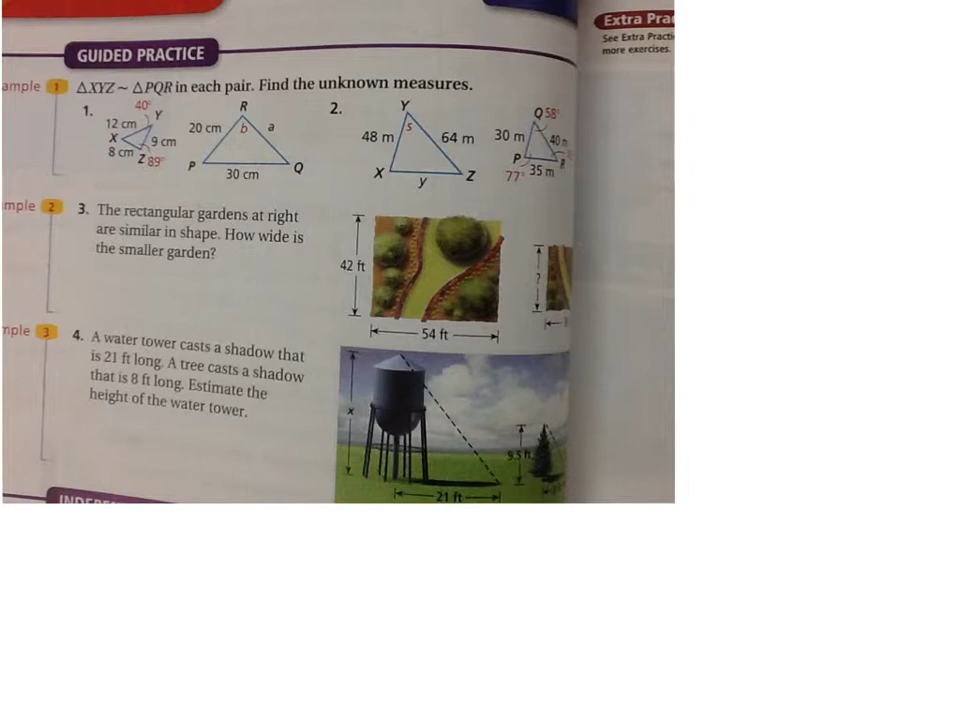 Extra Pra
See Extra Practi
more exercises.
GUIDED PRACTICE
ample 1 △XYZ ~ △PQR in each pair. Find the unknown measures.
1.
40°
Y
12 cm
X
9 cm
8 cm
Z 89°
R
20 cm
b
a
P
Q
30 cm
2.
Y
s
48 m
64 m
X
Z
y
Q 58°
30 m
40 m
P
R
77°
35 m
mple 2 3. The rectangular gardens at right
are similar in shape. How wide is
the smaller garden?
42 ft
54 ft
?
mple 3 4. A water tower casts a shadow that
is 21 ft long. A tree casts a shadow
that is 8 ft long. Estimate the
height of the water tower.
x
9.5 ft
21 ft